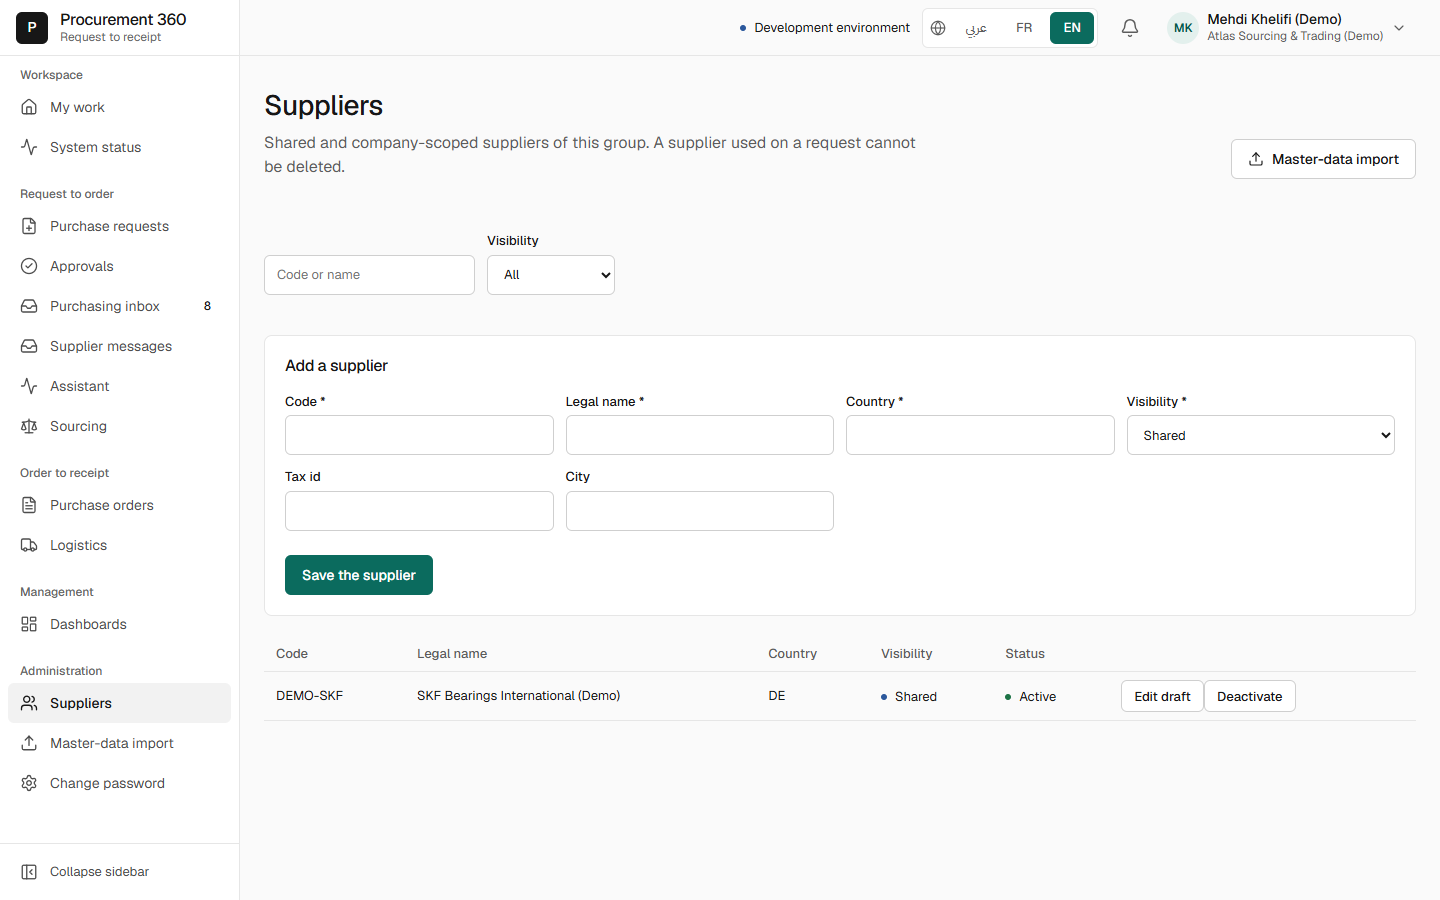 P
Procurement 360
Request to receipt
Development environment
عربي
FR
EN
MK
Mehdi Khelifi (Demo)
Atlas Sourcing & Trading (Demo)
Workspace
My work
System status
Request to order
Purchase requests
Approvals
Purchasing inbox 8
Supplier messages
Assistant
Sourcing
Order to receipt
Purchase orders
Logistics
Management
Dashboards
Administration
Suppliers
Master-data import
Change password
Collapse sidebar
Suppliers
Shared and company-scoped suppliers of this group. A supplier used on a request cannot
be deleted.
Master-data import
Visibility
Code or name
All
Add a supplier
Code * Legal name * Country * Visibility *
Shared
Tax id City
Save the supplier
Code Legal name Country Visibility Status
DEMO-SKF SKF Bearings International (Demo) DE Shared Active Edit draft Deactivate